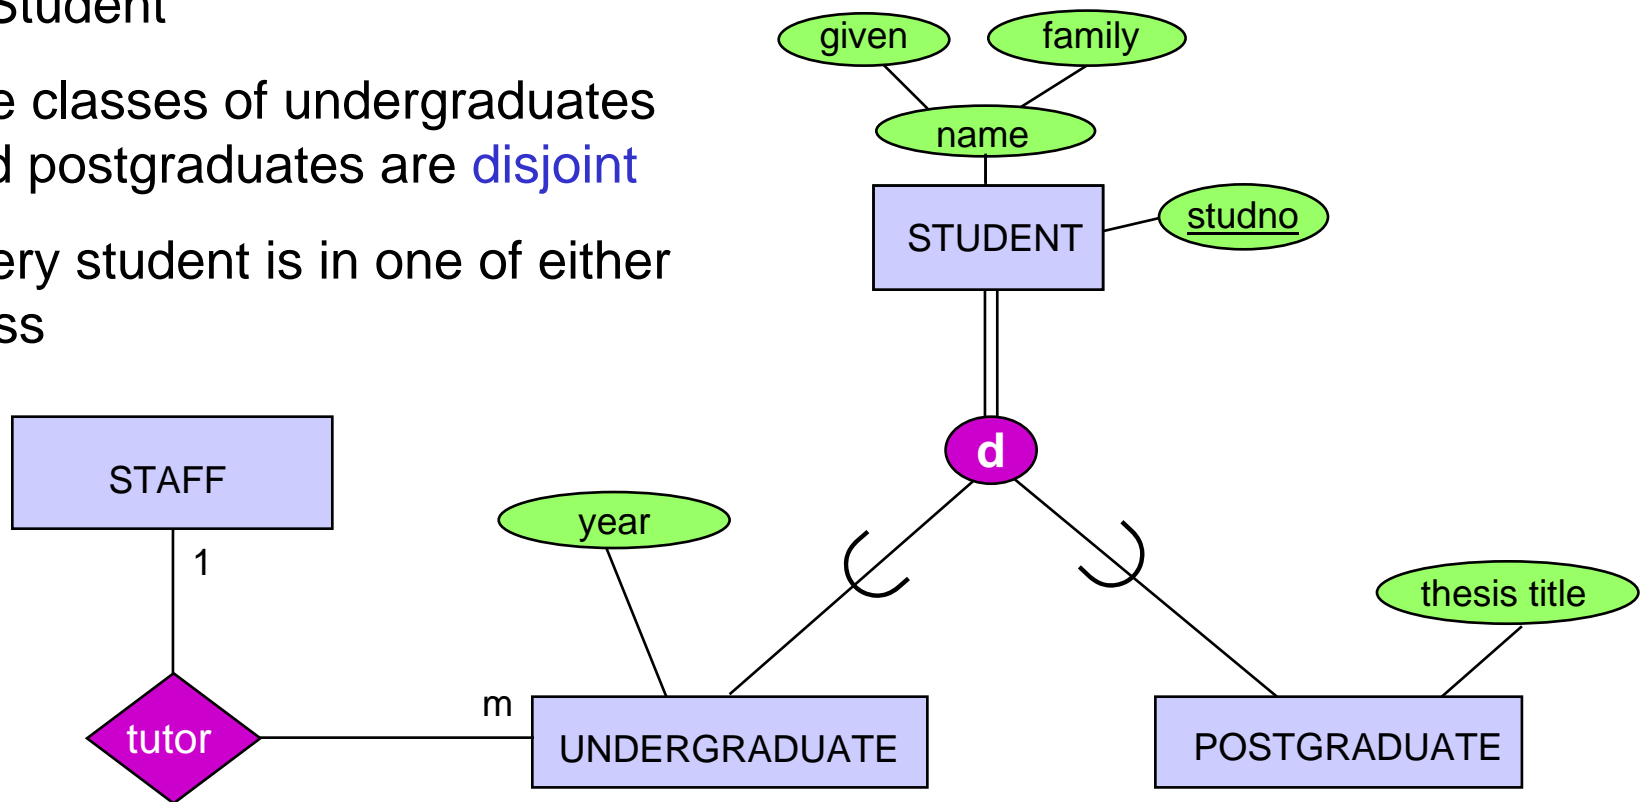 Student
e classes of undergraduates
d postgraduates are disjoint
ery student is in one of either
ss
given
family
name
STUDENT
studno
d
STAFF
1
year
thesis title
tutor
m
UNDERGRADUATE
POSTGRADUATE